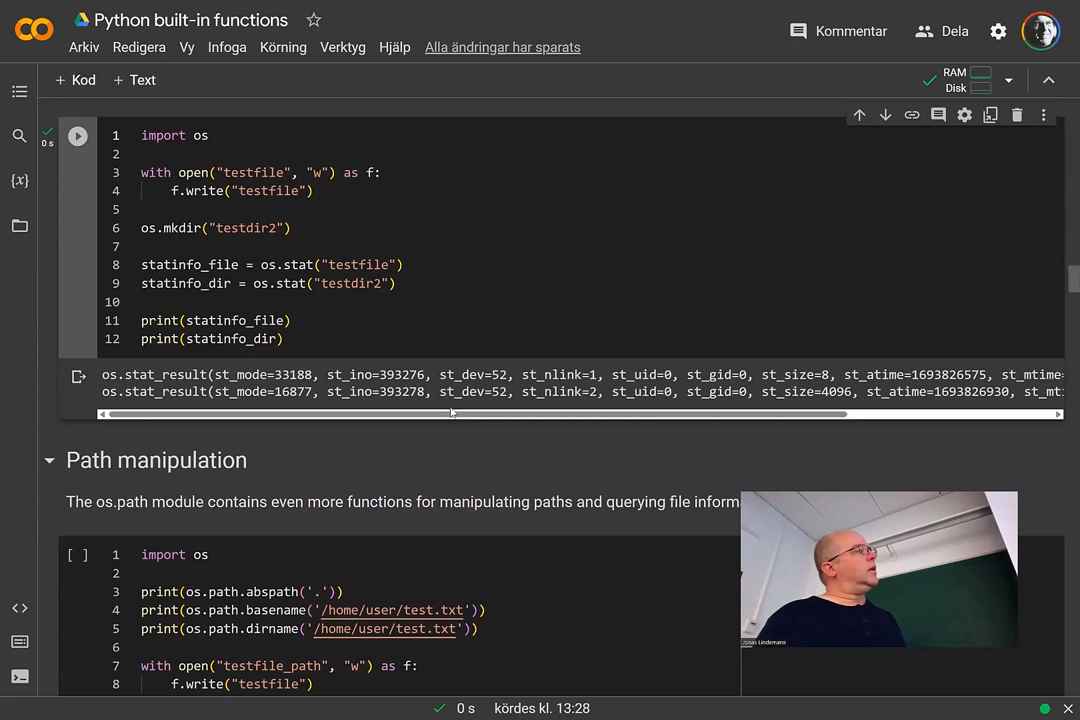 Python built-in functions
Kommentar
Dela
Arkiv Redigera Vy Infoga Körning Verktyg Hjälp Alla ändringar har sparats
+ Kod + Text
RAM
Disk
0 s
1 import os
2
3 with open("testfile", "w") as f:
4 f.write("testfile")
5
6 os.mkdir("testdir2")
7
8 statinfo_file = os.stat("testfile")
9 statinfo_dir = os.stat("testdir2")
10
11 print(statinfo_file)
12 print(statinfo_dir)
os.stat_result(st_mode=33188, st_ino=393276, st_dev=52, st_nlink=1, st_uid=0, st_gid=0, st_size=8, st_atime=1693826575, st_mtime=
os.stat_result(st_mode=16877, st_ino=393278, st_dev=52, st_nlink=2, st_uid=0, st_gid=0, st_size=4096, st_atime=1693826930, st_mt
Path manipulation
The os.path module contains even more functions for manipulating paths and querying file inform
[ ] 1 import os
2
3 print(os.path.abspath('.'))
4 print(os.path.basename('/home/user/test.txt'))
5 print(os.path.dirname('/home/user/test.txt'))
6
7 with open("testfile_path", "w") as f:
8 f.write("testfile")
Jonas Lindemann
0 s kördes kl. 13:28